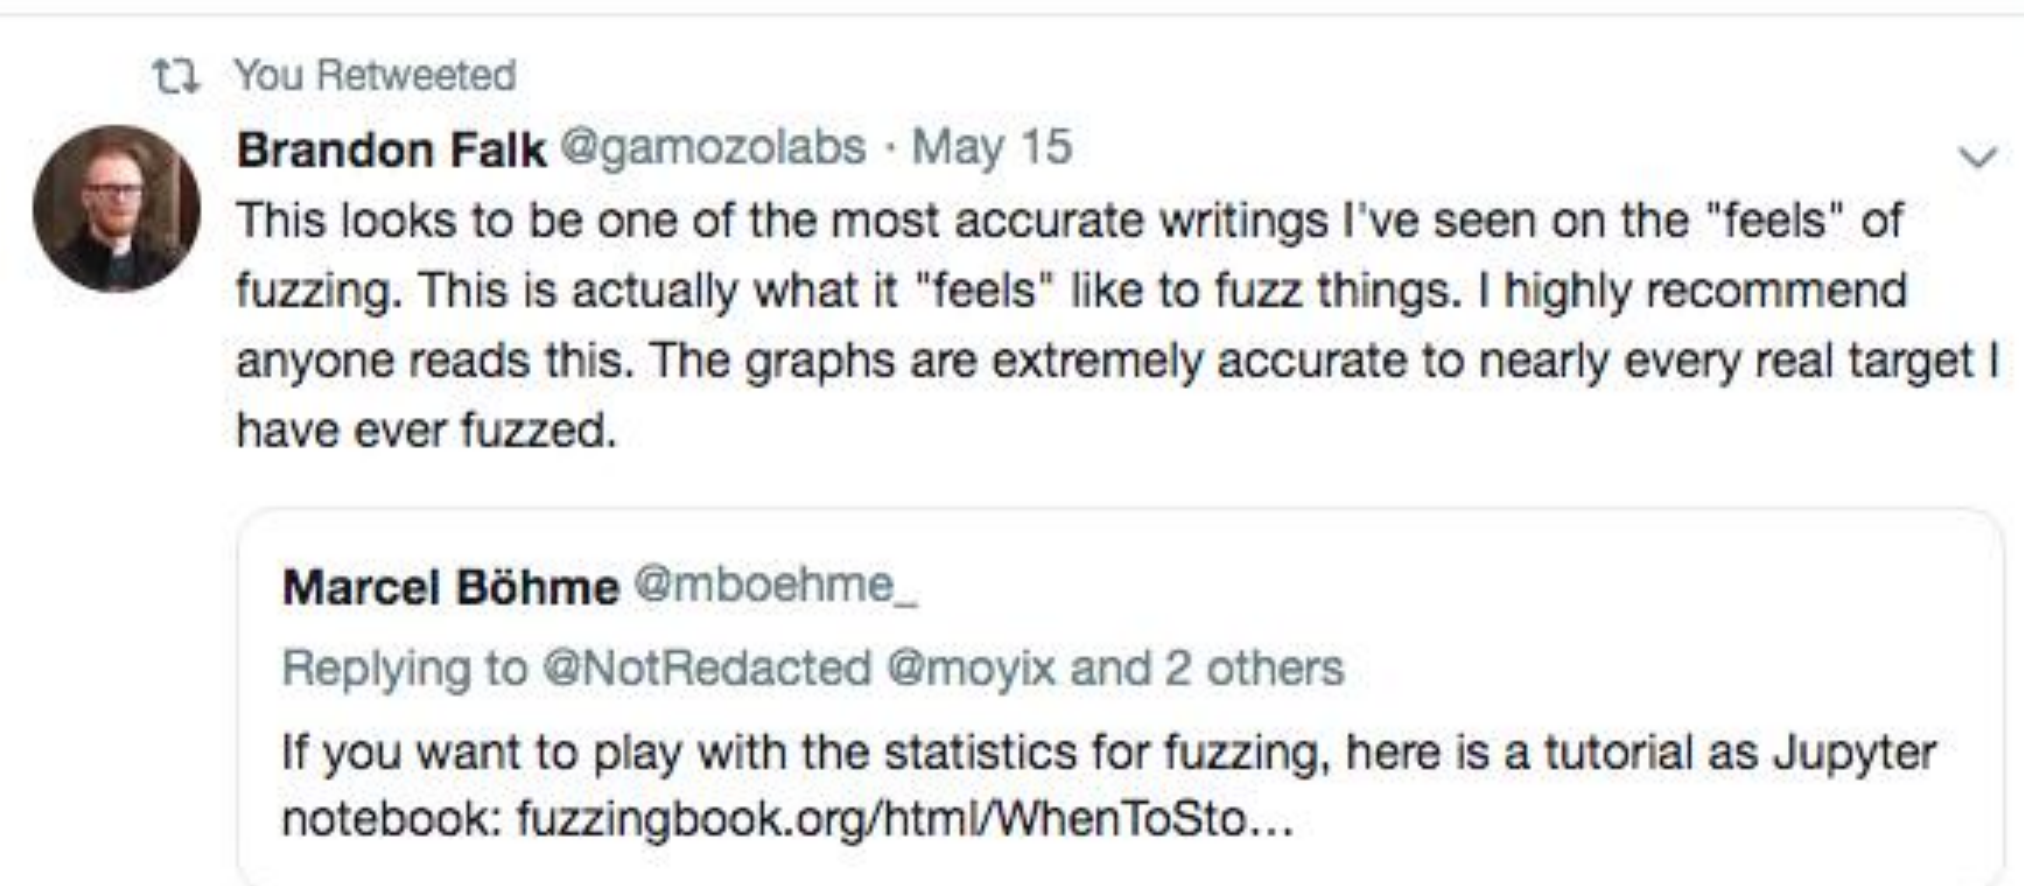 You Retweeted
Brandon Falk @gamozolabs · May 15
This looks to be one of the most accurate writings I've seen on the "feels" of
fuzzing. This is actually what it "feels" like to fuzz things. I highly recommend
anyone reads this. The graphs are extremely accurate to nearly every real target I
have ever fuzzed.
Marcel Böhme @mboehme_
Replying to @NotRedacted @moyix and 2 others
If you want to play with the statistics for fuzzing, here is a tutorial as Jupyter
notebook: fuzzingbook.org/html/WhenToSto...